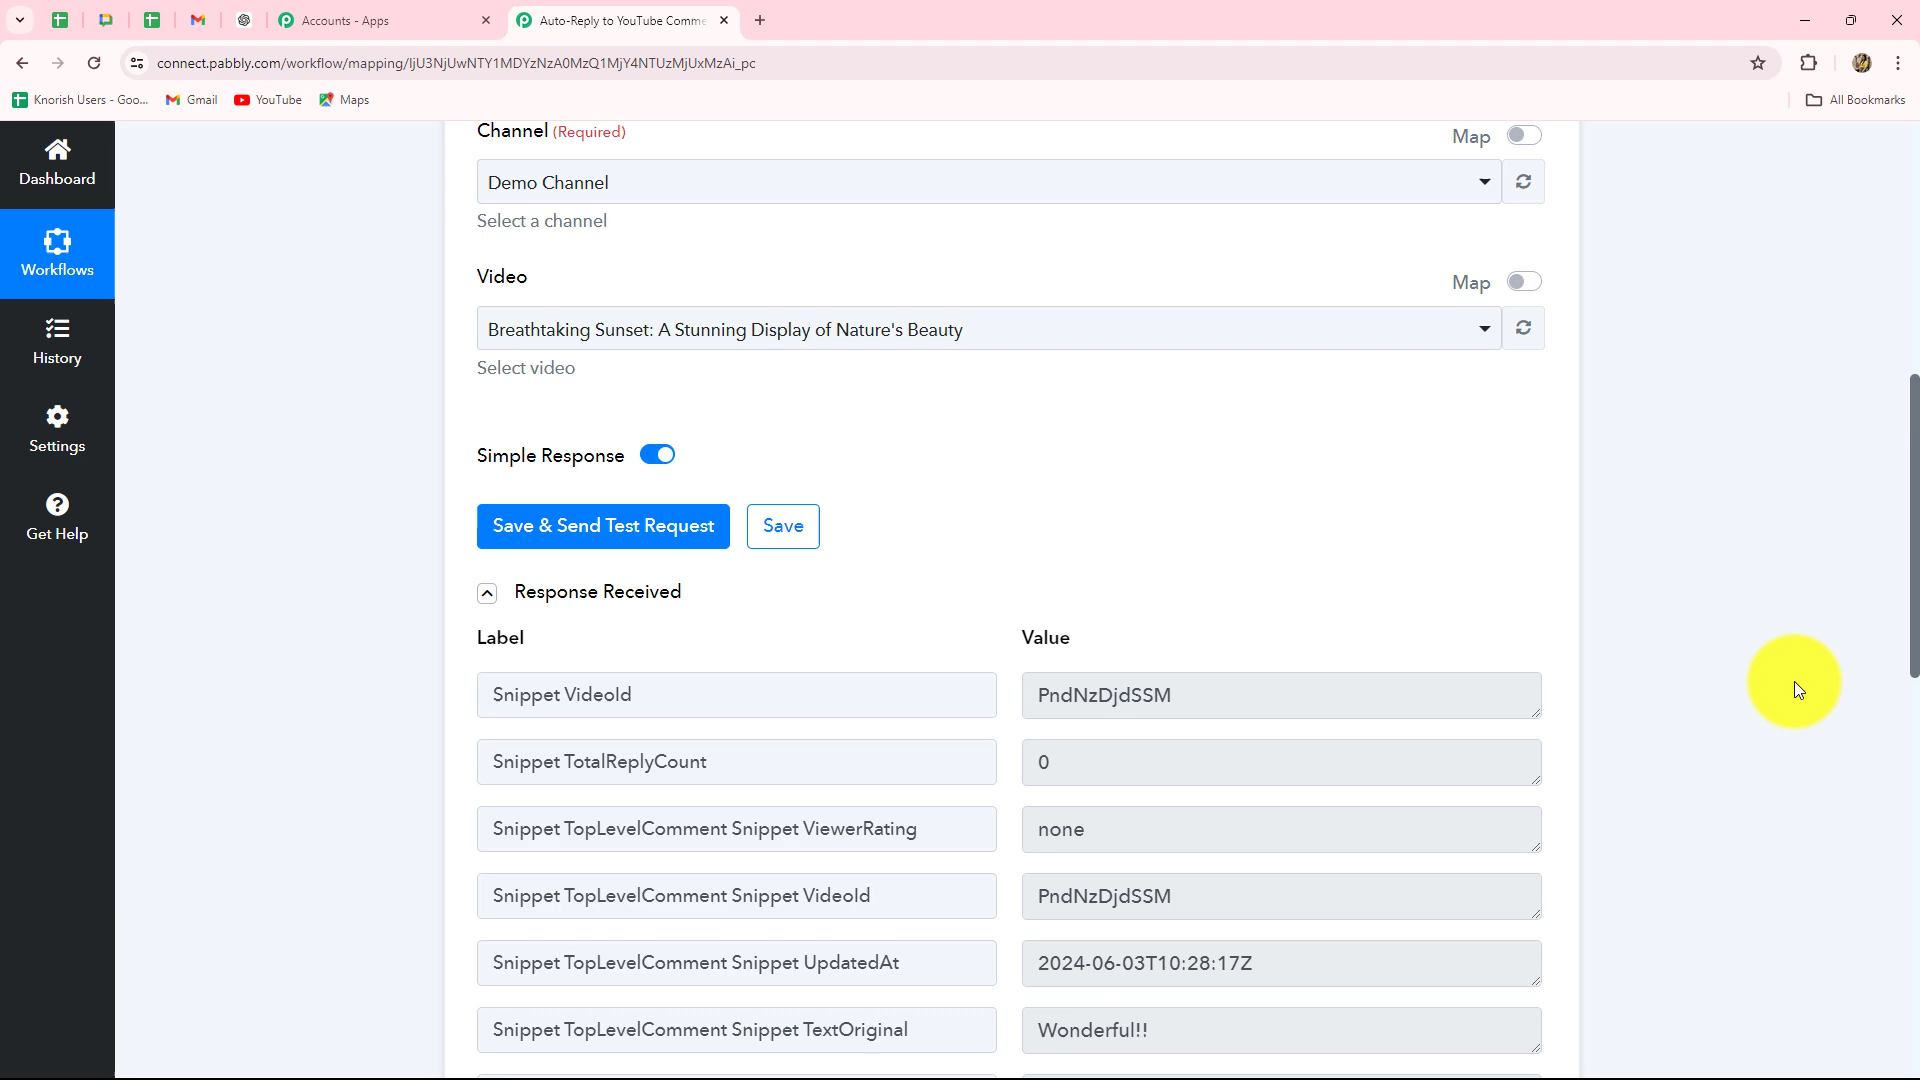 Accounts - Apps
Auto-Reply to YouTube Comme
connect.pabbly.com/workflow/mapping/IjU3NjUwNTY1MDYzNzA0MzQ1MjY4NTUzMjUxMzAi_pc
Knorish Users - Goo...
Gmail
YouTube
Maps
All Bookmarks
Dashboard
Workflows
History
Settings
Get Help
Channel (Required)
Map
Demo Channel
Select a channel
Video
Map
Breathtaking Sunset: A Stunning Display of Nature's Beauty
Select video
Simple Response
Save & Send Test Request
Save
Response Received
Label
Value
Snippet VideoId
PndNzDjdSSM
Snippet TotalReplyCount
0
Snippet TopLevelComment Snippet ViewerRating
none
Snippet TopLevelComment Snippet VideoId
PndNzDjdSSM
Snippet TopLevelComment Snippet UpdatedAt
2024-06-03T10:28:17Z
Snippet TopLevelComment Snippet TextOriginal
Wonderful!!